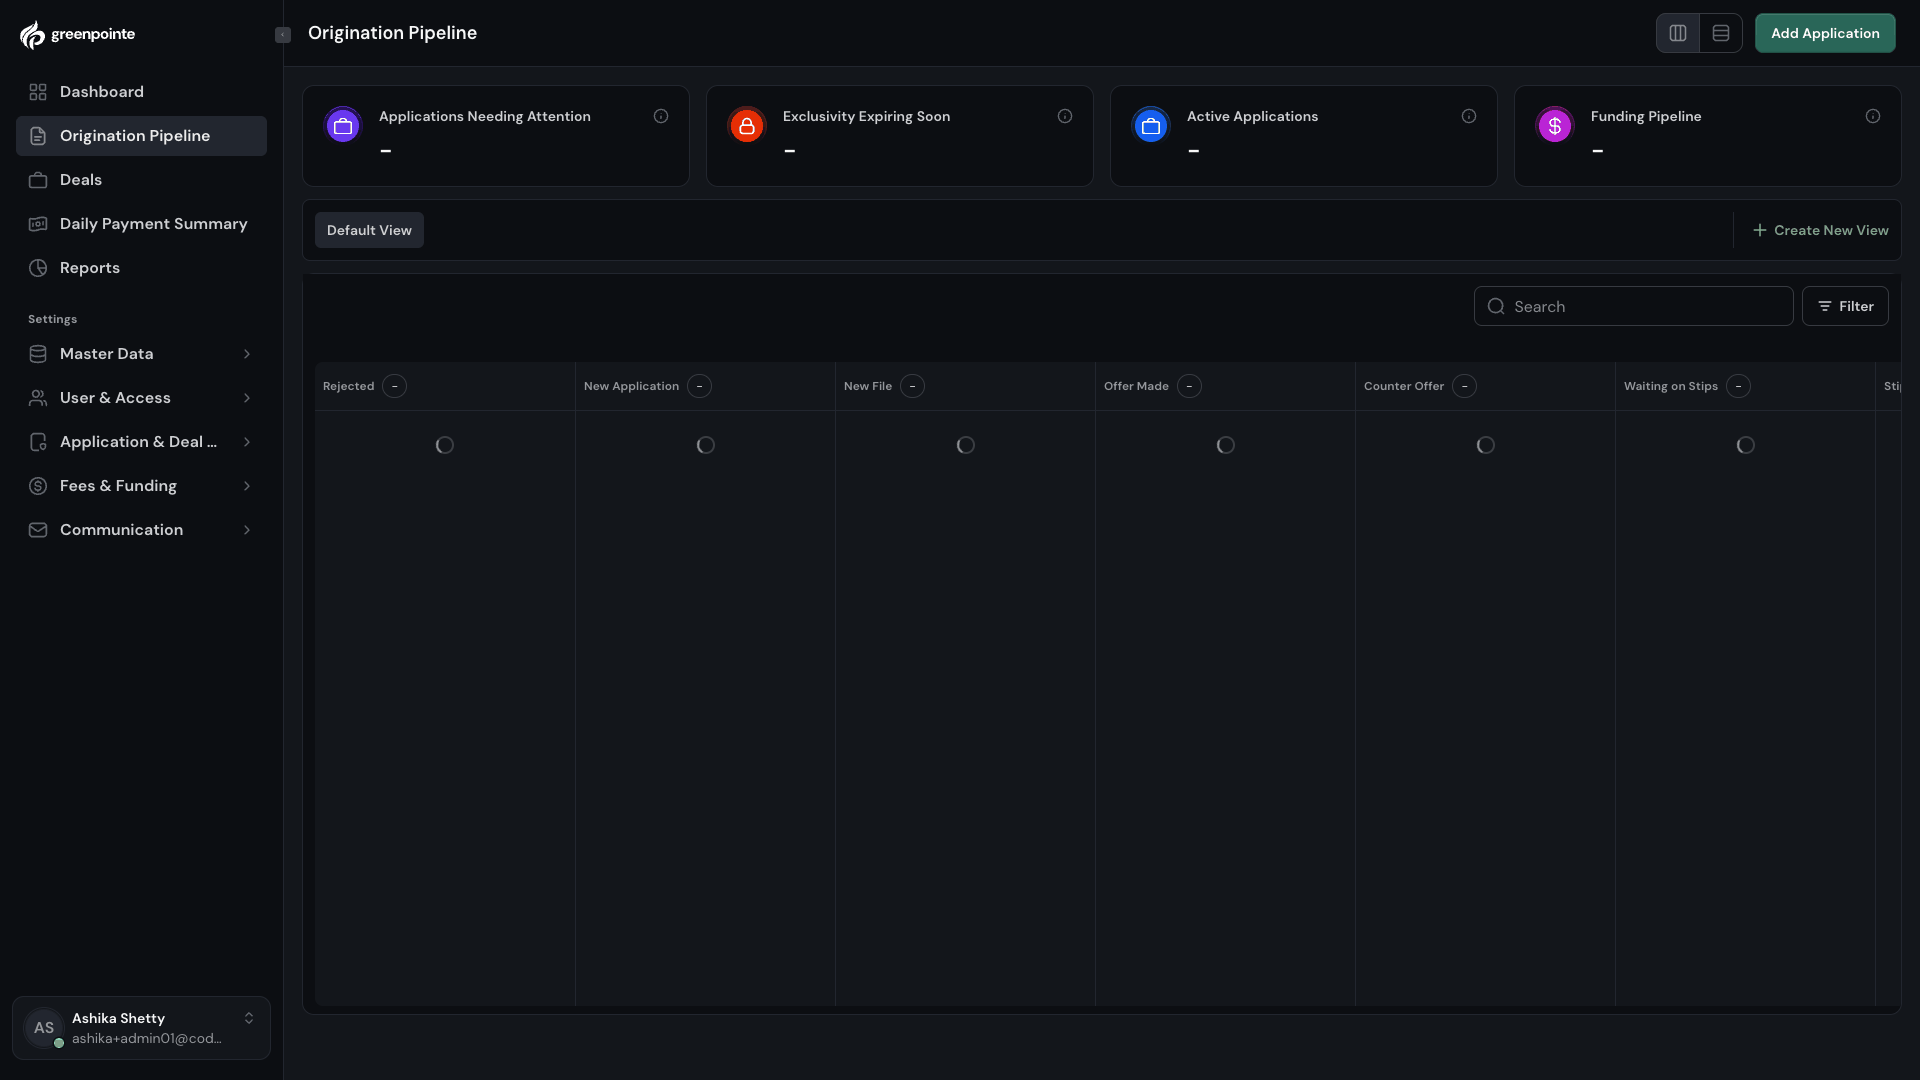 greenpointe
Dashboard
Origination Pipeline
Deals
Daily Payment Summary
Reports
Settings
Master Data
User & Access
Application & Deal ...
Fees & Funding
Communication
AS
Ashika Shetty
ashika+admin01@cod...
Origination Pipeline
Add Application
Applications Needing Attention
–
Exclusivity Expiring Soon
–
Active Applications
–
Funding Pipeline
–
Default View
Create New View
Search
Filter
Rejected -
New Application -
New File -
Offer Made -
Counter Offer -
Waiting on Stips -